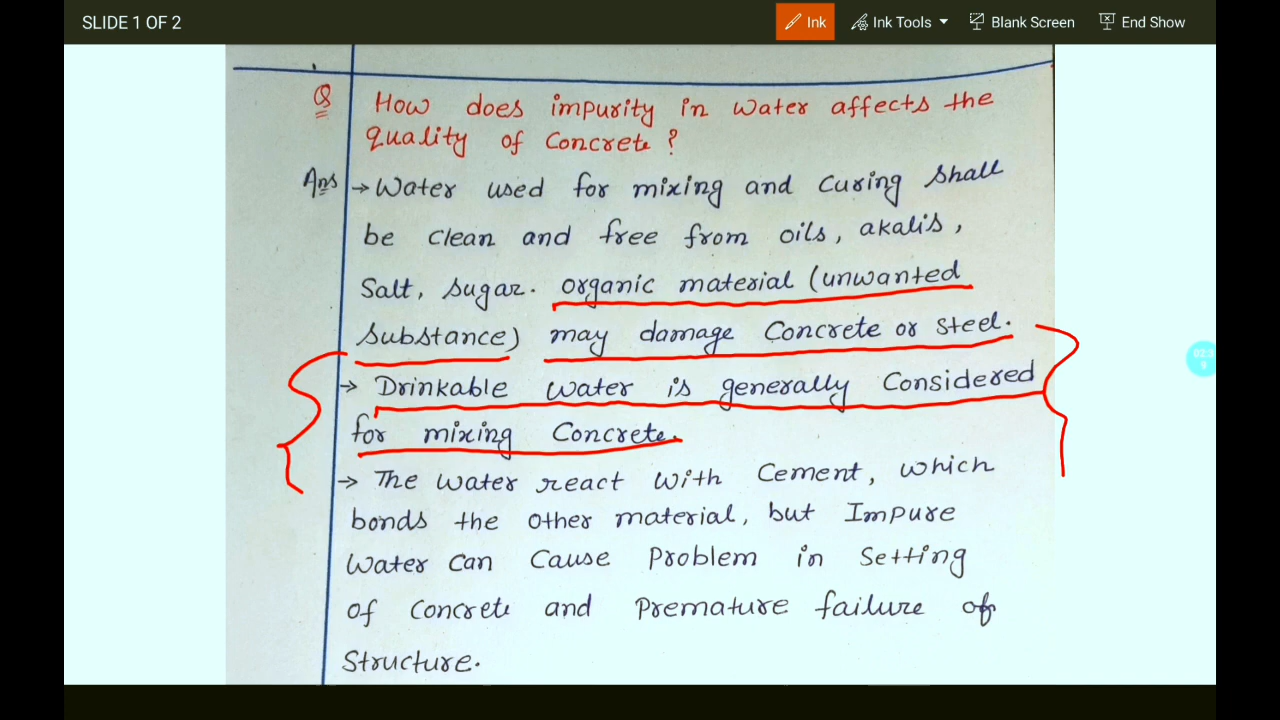 SLIDE 1 OF 2
Ink
Ink Tools
Blank Screen
End Show
Q How does impurity in water affects the
quality of Concrete ?
Ans → Water used for mixing and Curing shall
be clean and free from oils, akalis,
Salt, sugar. organic material (unwanted
Substance) may damage Concrete or steel.
→ Drinkable water is generally Considered
for mixing Concrete.
→ The water react with Cement, which
bonds the other material, but Impure
water can cause Problem in Setting
of Concrete and Premature failure of
Structure.